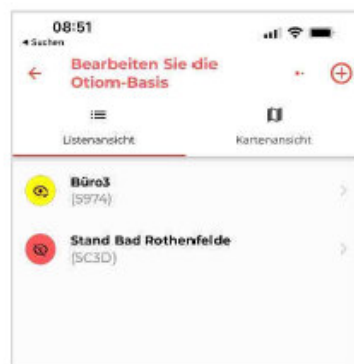 08:51
◂ Suchen
Bearbeiten Sie die
Otiom-Basis
Listenansicht
Kartenansicht
Büro3
(5974)
Stand Bad Rothenfelde
(5C3D)